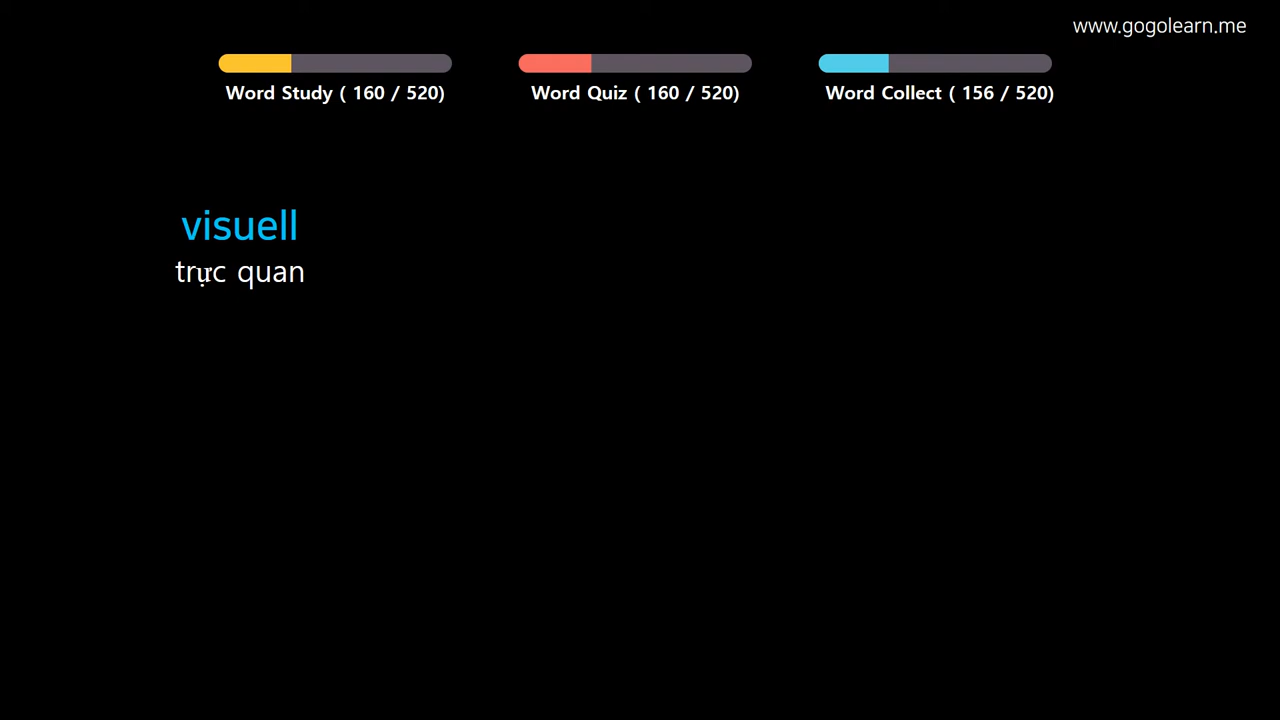 www.gogolearn.me
Word Study ( 160 / 520)
Word Quiz ( 160 / 520)
Word Collect ( 156 / 520)
visuell
trực quan